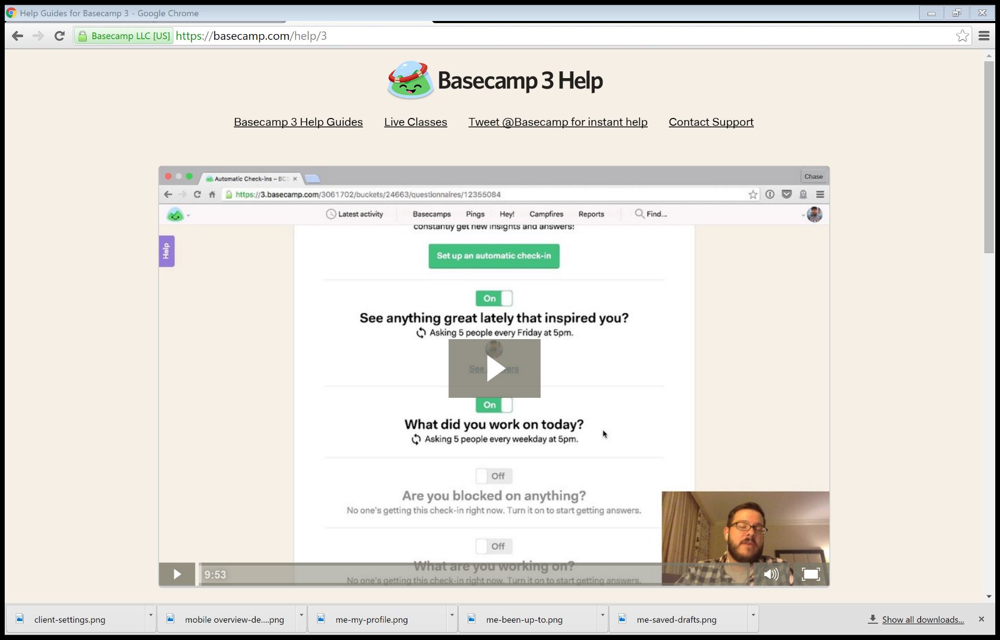 Help Guides for Basecamp 3 - Google Chrome
Basecamp LLC [US] https://basecamp.com/help/3
Basecamp 3 Help
Basecamp 3 Help Guides Live Classes Tweet @Basecamp for instant help Contact Support
Automatic Check-ins – BC3 Chase
https://3.basecamp.com/3061702/buckets/24663/questionnaires/12355084
Latest activity Basecamps Pings Hey! Campfires Reports Find...
constantly get new insights and answers!
Help
Set up an automatic check-in
On
See anything great lately that inspired you?
Asking 5 people every Friday at 5pm.
See
On
What did you work on today?
Asking 5 people every weekday at 5pm.
Off
Are you blocked on anything?
No one's getting this check-in right now. Turn it on to start getting answers.
Off
What are you working on?
9:53
No one's getting this check-in right now. Turn it on to start getting answers.
client-settings.png mobile overview-de....png me-my-profile.png me-been-up-to.png me-saved-drafts.png Show all downloads...